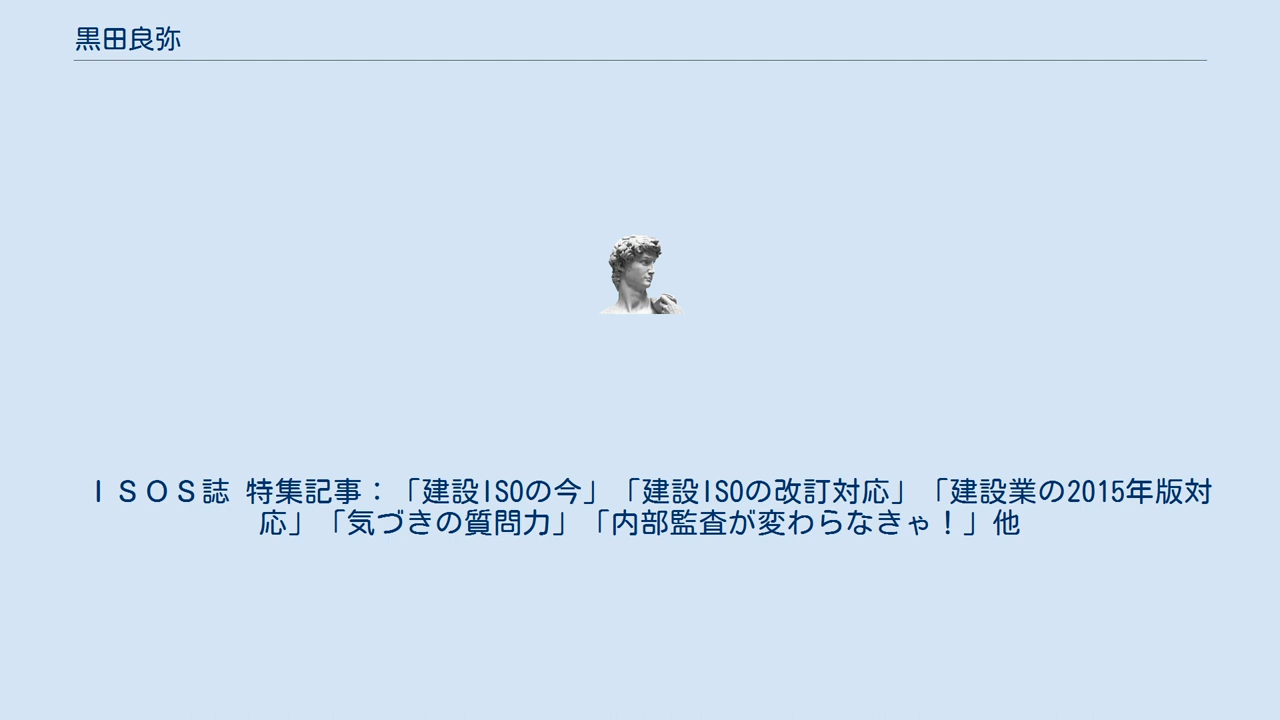 黒田良弥
ＩＳＯＳ誌 特集記事：「建設ISOの今」「建設ISOの改訂対応」「建設業の2015年版対
応」「気づきの質問力」「内部監査が変わらなきゃ！」他